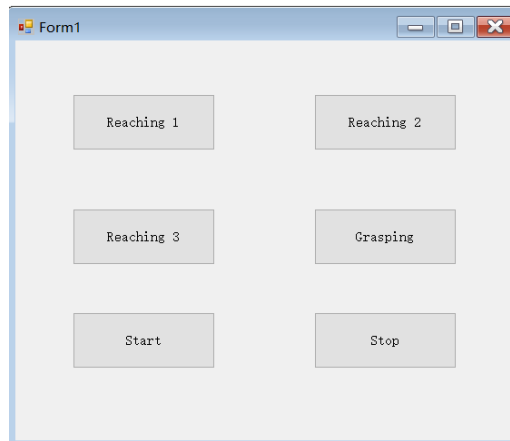 Form1
Reaching 1
Reaching 2
Reaching 3
Grasping
Start
Stop